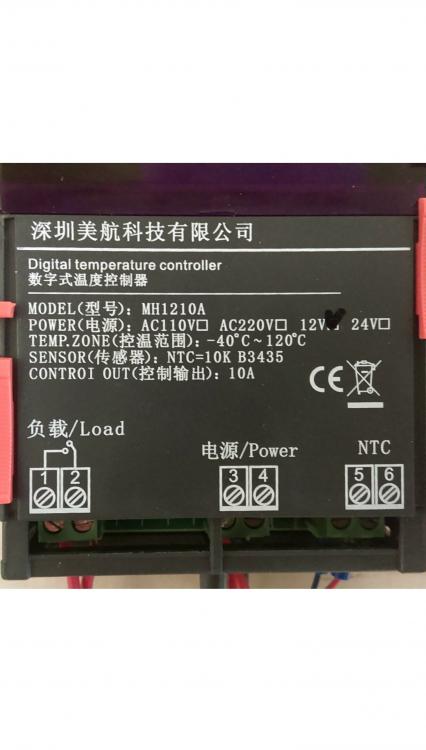 深圳美航科技有限公司
Digital temperature controller
数字式温度控制器
MODEL(型号): MH1210A
POWER(电源): AC110V□ AC220V□ 12V□ 24V□
TEMP.ZONE(控温范围): -40°C~120°C
SENSOR(传感器): NTC=10K B3435
CONTROI OUT(控制输出): 10A
CE
负载/Load
电源/Power
NTC
1 2 3 4 5 6